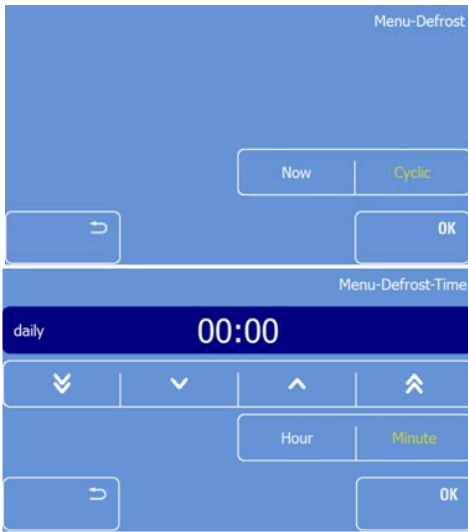 Menu-Defrost
Now Cyclic
OK
Menu-Defrost-Time
daily 00:00
Hour Minute
OK